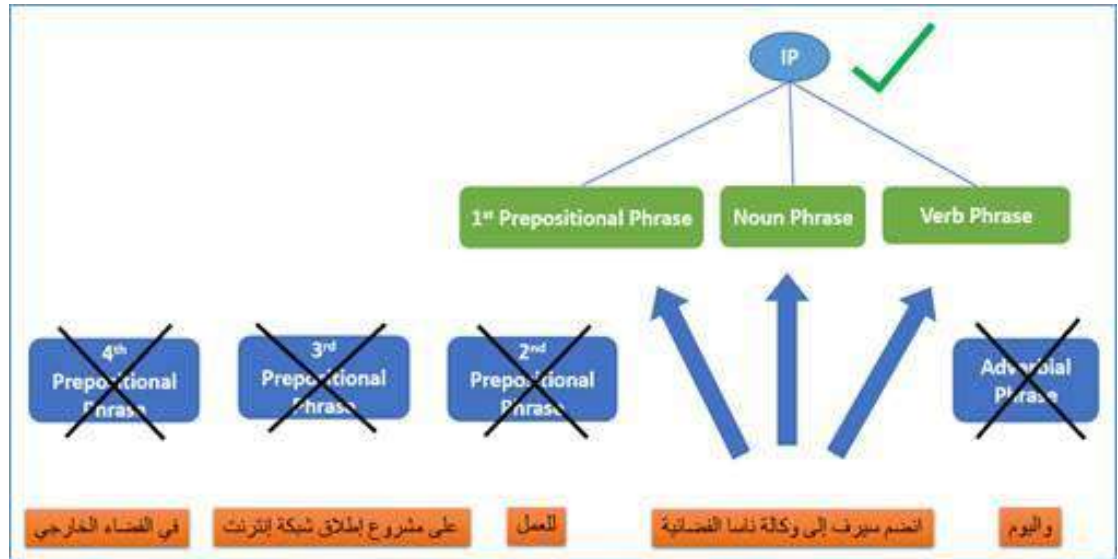 IP
1st Prepositional Phrase
Noun Phrase
Verb Phrase
4th
Prepositional
Phrase
3rd
Prepositional
Phrase
2nd
Prepositional
Phrase
Adverbial
Phrase
واليوم
انضم سيرف إلى وكالة ناسا الفضائية
للعمل
على مشروع إطلاق شبكة إنترنت
في الفضاء الخارجي